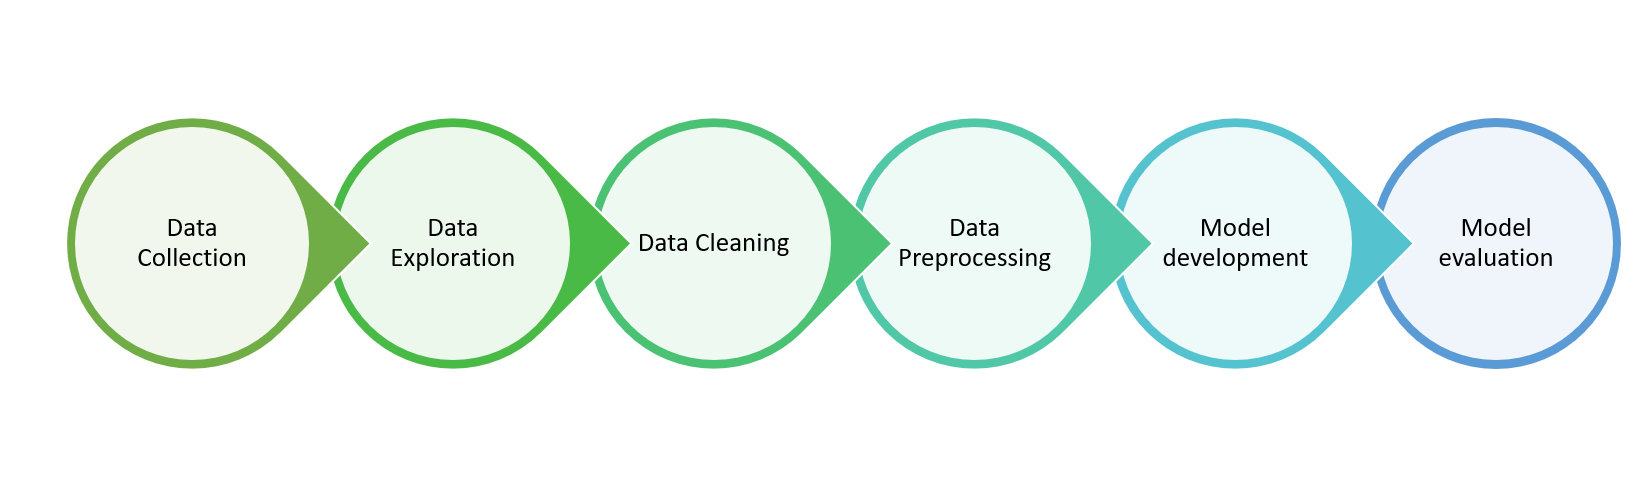 Data
Collection
Data
Exploration
Data Cleaning
Data
Preprocessing
Model
development
Model
evaluation